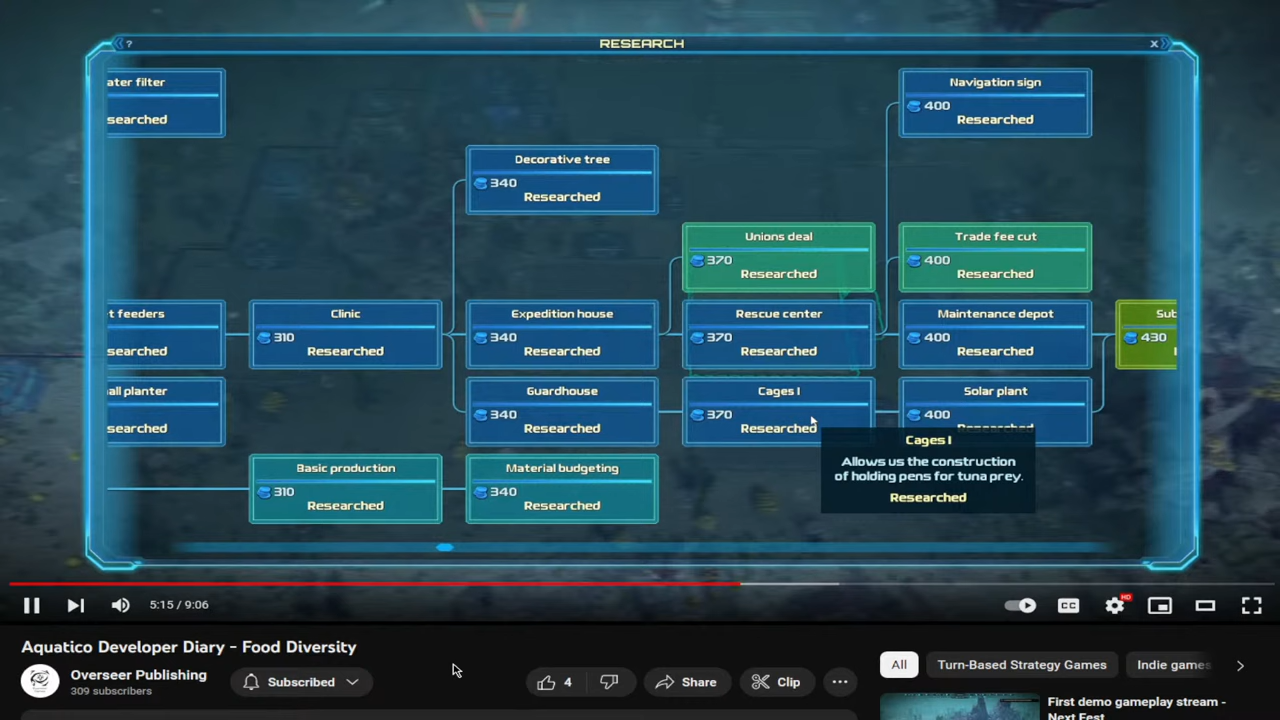 ?
RESEARCH
X
ater filter
searched
Navigation sign
400
Researched
Decorative tree
340
Researched
Unions deal
370
Researched
Trade fee cut
400
Researched
t feeders
searched
Clinic
310
Researched
Expedition house
340
Researched
Rescue center
370
Researched
Maintenance depot
400
Researched
Sub
430
all planter
searched
Guardhouse
340
Researched
Cages I
370
Researched
Solar plant
400
Researched
Cages I
Allows us the construction
of holding pens for tuna prey.
Researched
Basic production
310
Researched
Material budgeting
340
Researched
5:15 / 9:06
CC
HD
Aquatico Developer Diary - Food Diversity
Overseer Publishing
309 subscribers
Subscribed
4
Share
Clip
All
Turn-Based Strategy Games
Indie games
First demo gameplay stream -
Next Fest